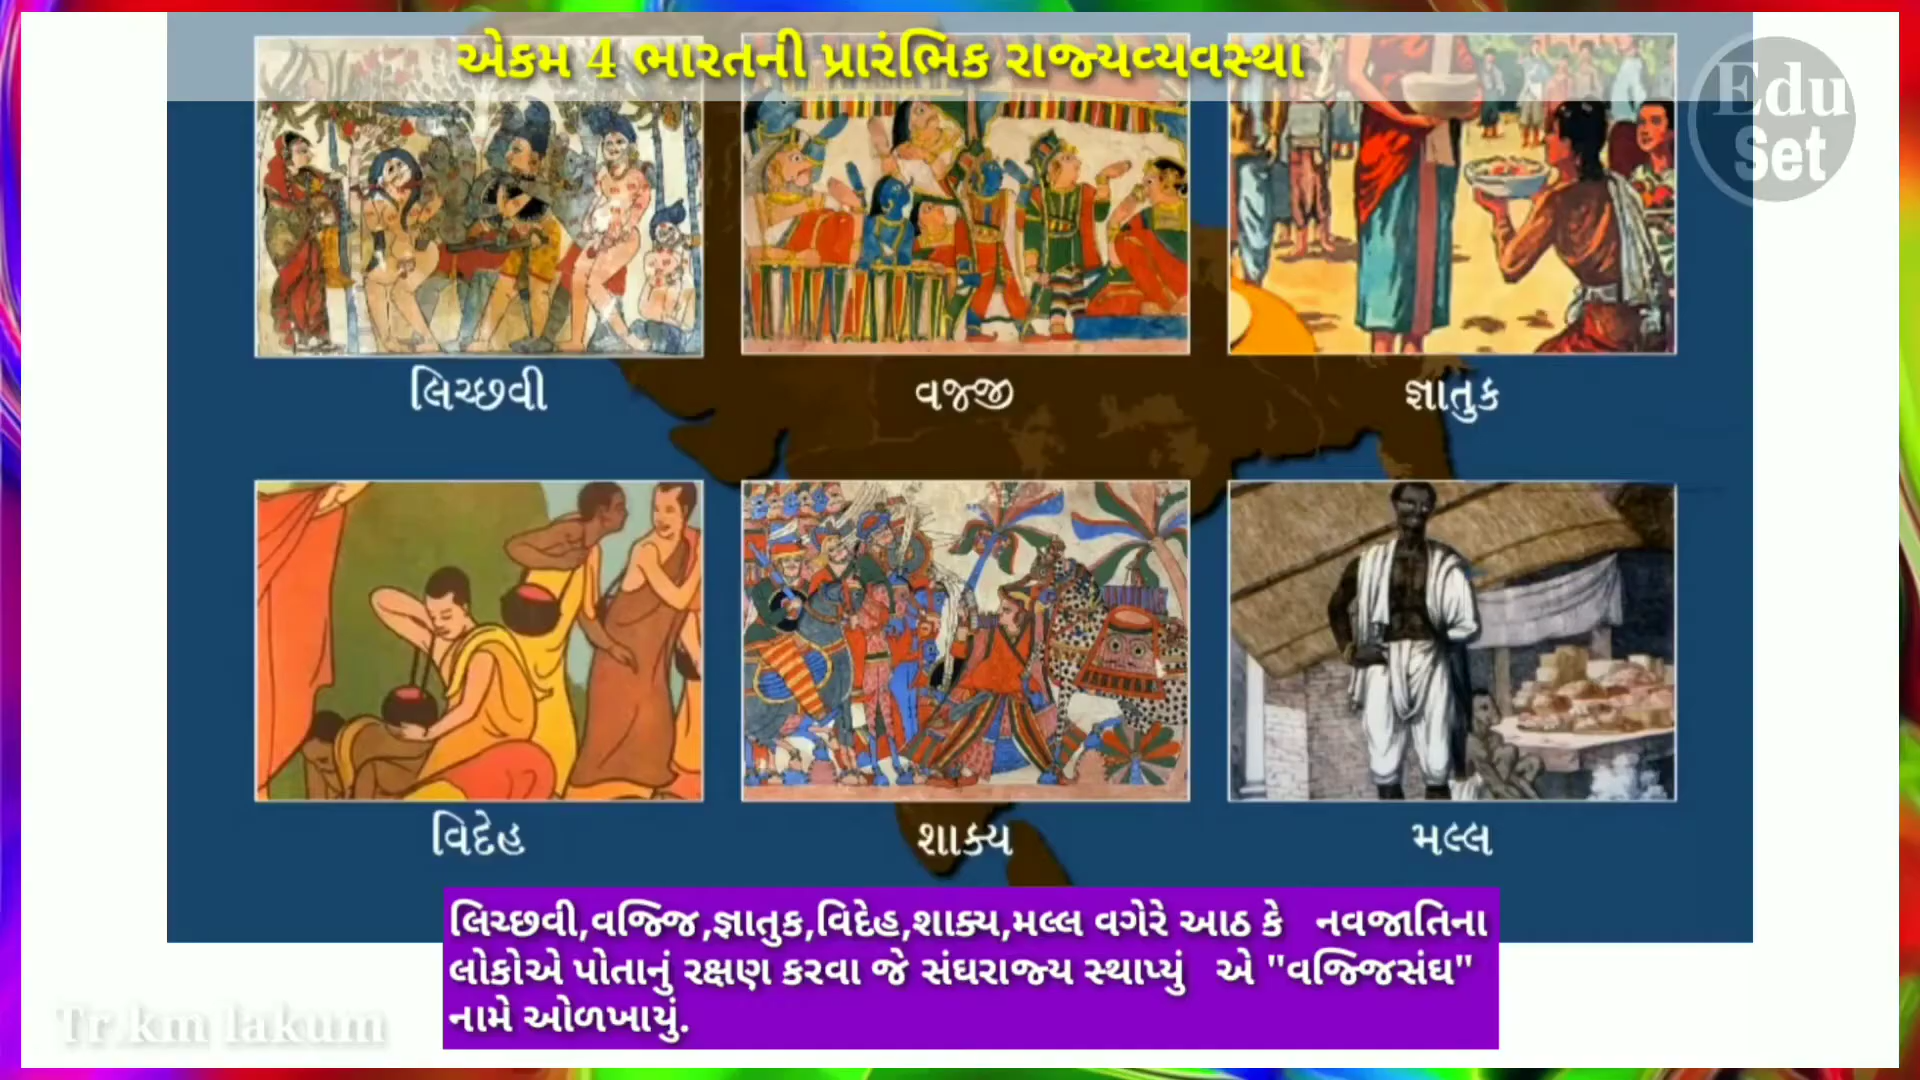 એકમ 4 ભારતની પ્રારંભિક રાજ્યવ્યવસ્થા
Edu
Set
લિચ્છવી
વજ્જી
જ્ઞાતુક
વિદેહ
શાક્ય
મલ્લ
લિચ્છવી,વજ્જિ,જ્ઞાતુક,વિદેહ,શાક્ય,મલ્લ વગેરે આઠ કે નવજાતિના
લોકોએ પોતાનું રક્ષણ કરવા જે સંઘરાજ્ય સ્થાપ્યું એ "વજ્જિસંઘ"
નામે ઓળખાયું.
Tr.km lakum